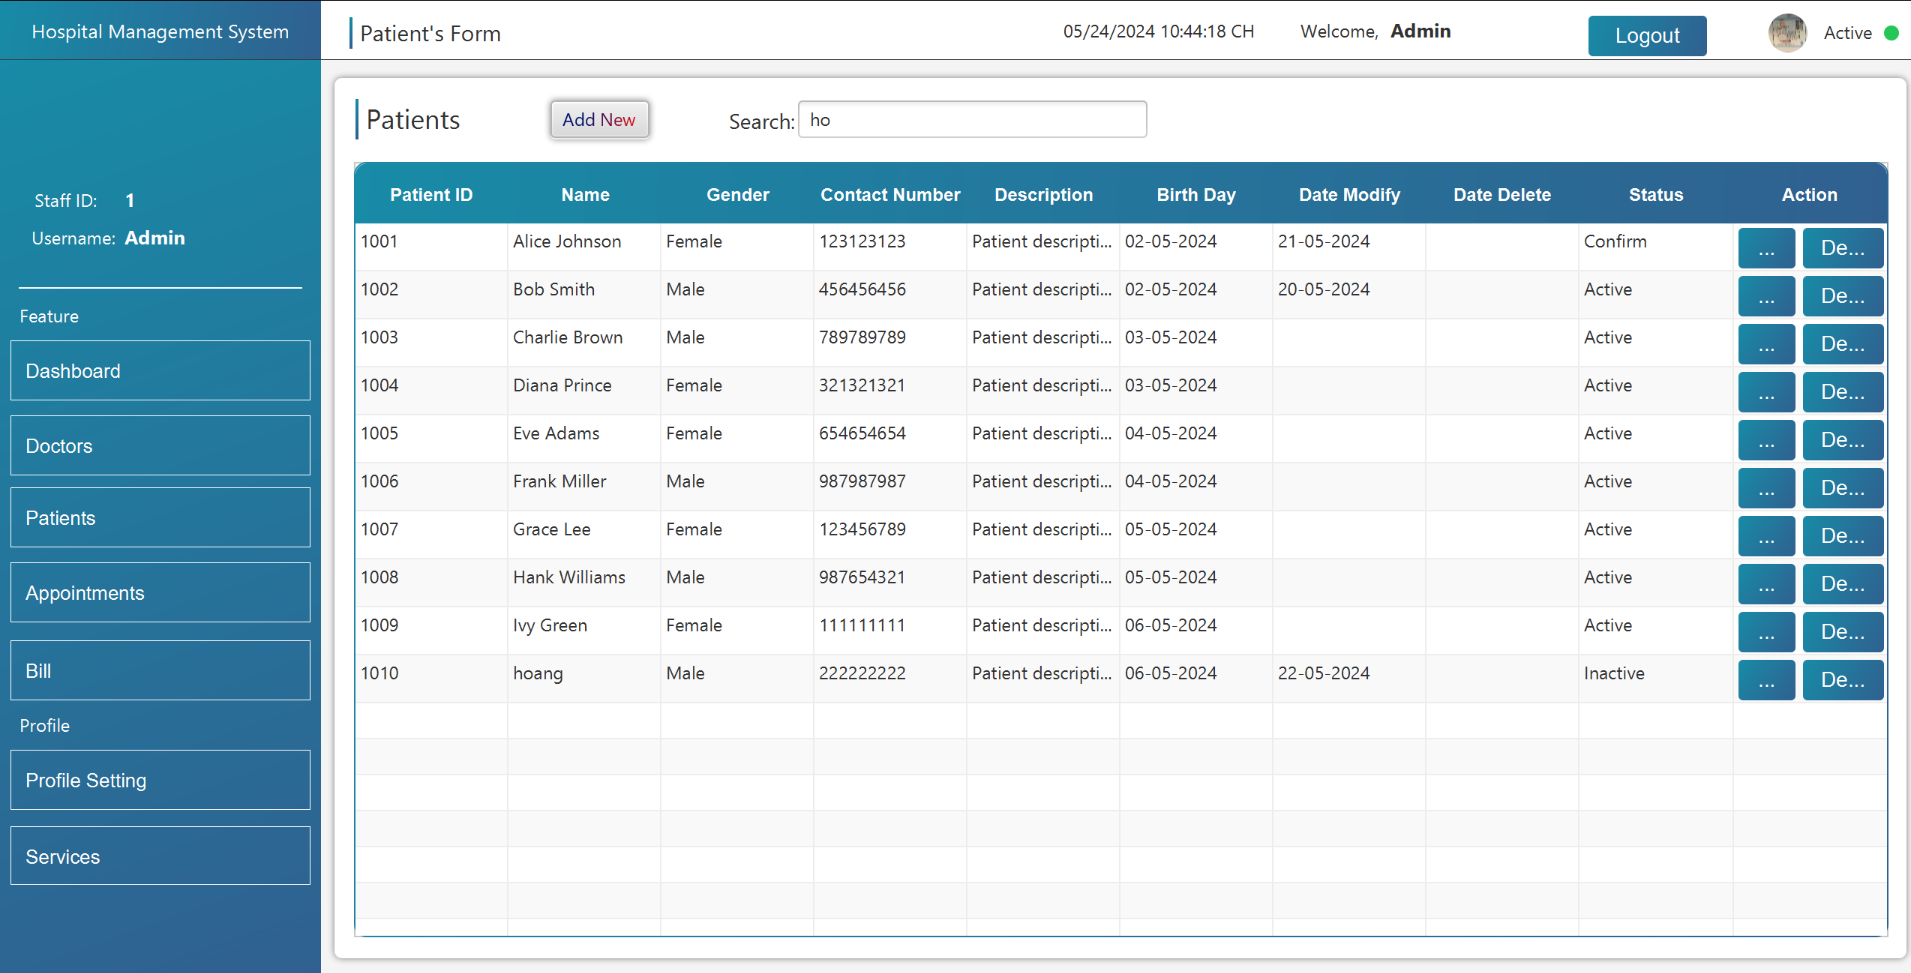 Hospital Management System
Patient's Form
05/24/2024 10:44:18 CH
Welcome, Admin
Logout
Active
Staff ID: 1
Username: Admin
Feature
Dashboard
Doctors
Patients
Appointments
Bill
Profile
Profile Setting
Services
Patients
Add New
Search: ho
Patient ID Name Gender Contact Number Description Birth Day Date Modify Date Delete Status Action
1001 Alice Johnson Female 123123123 Patient descripti... 02-05-2024 21-05-2024 Confirm ... De...
1002 Bob Smith Male 456456456 Patient descripti... 02-05-2024 20-05-2024 Active ... De...
1003 Charlie Brown Male 789789789 Patient descripti... 03-05-2024 Active ... De...
1004 Diana Prince Female 321321321 Patient descripti... 03-05-2024 Active ... De...
1005 Eve Adams Female 654654654 Patient descripti... 04-05-2024 Active ... De...
1006 Frank Miller Male 987987987 Patient descripti... 04-05-2024 Active ... De...
1007 Grace Lee Female 123456789 Patient descripti... 05-05-2024 Active ... De...
1008 Hank Williams Male 987654321 Patient descripti... 05-05-2024 Active ... De...
1009 Ivy Green Female 111111111 Patient descripti... 06-05-2024 Active ... De...
1010 hoang Male 222222222 Patient descripti... 06-05-2024 22-05-2024 Inactive ... De...